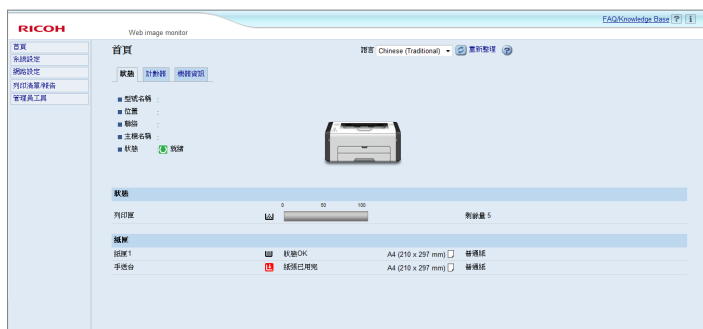 FAQ/Knowledge Base ? i
RICOH
Web image monitor
首頁
系統設定
網路設定
列印清單/報告
管理員工具
首頁
語言 Chinese (Traditional) 重新整理 ?
狀態 計數器 機器資訊
型號名稱 :
位置 :
聯絡 :
主機名稱 :
狀態 就緒
狀態
0 50 100
列印匣 剩餘量 5
紙匣
紙匣1 狀態OK A4 (210 x 297 mm) 普通紙
手送台 紙張已用完 A4 (210 x 297 mm) 普通紙